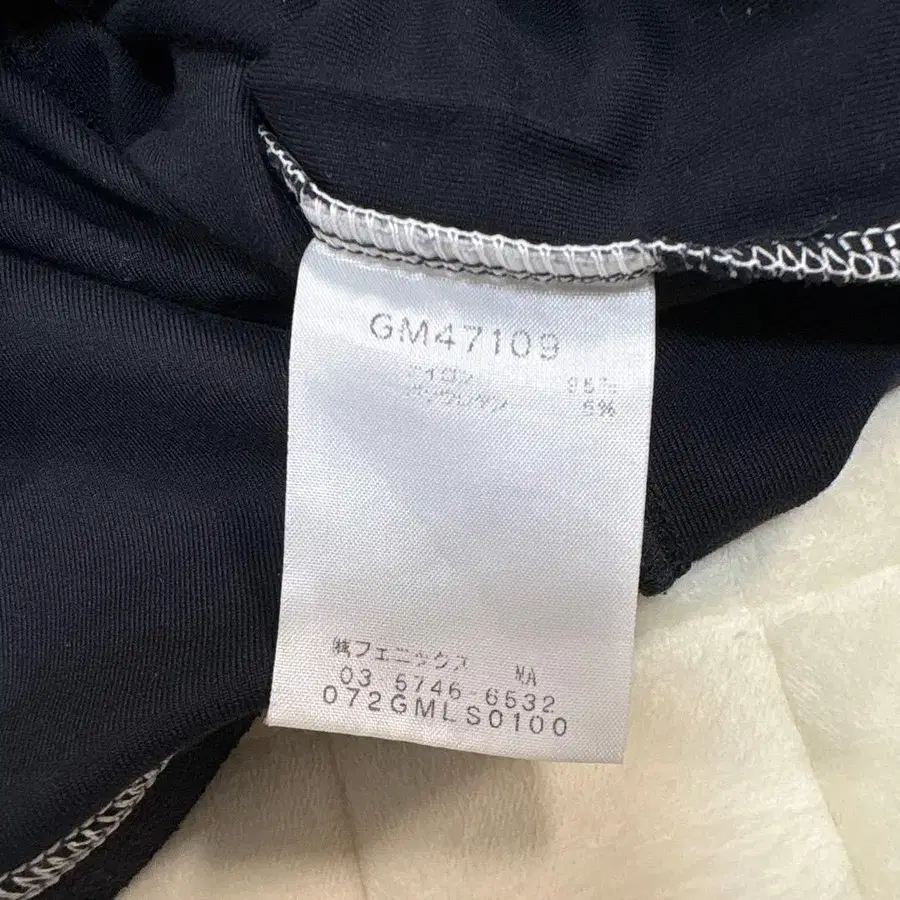 GM47109
ナイロン 95%
ポリウレタン 5%
㈱フェニックス MA
03 5746-6532
072GMLS0100